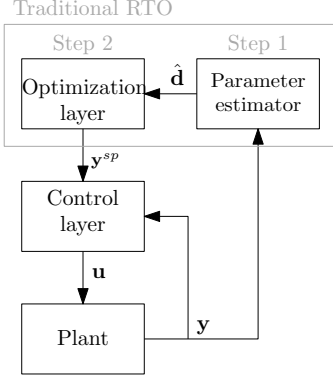 Traditional RTO
Step 2
Step 1
Optimization
layer
d̂
Parameter
estimator
y^{sp}
Control
layer
u
y
Plant